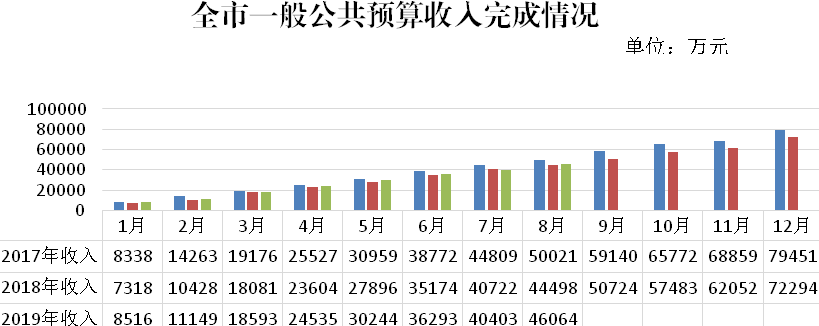 全市一般公共预算收入完成情况
单位：万元
100000
80000
60000
40000
20000
0
1月 2月 3月 4月 5月 6月 7月 8月 9月 10月 11月 12月
2017年收入 8338 14263 19176 25527 30959 38772 44809 50021 59140 65772 68859 79451
2018年收入 7318 10428 18081 23604 27896 35174 40722 44498 50724 57483 62052 72294
2019年收入 8516 11149 18593 24535 30244 36293 40403 46064